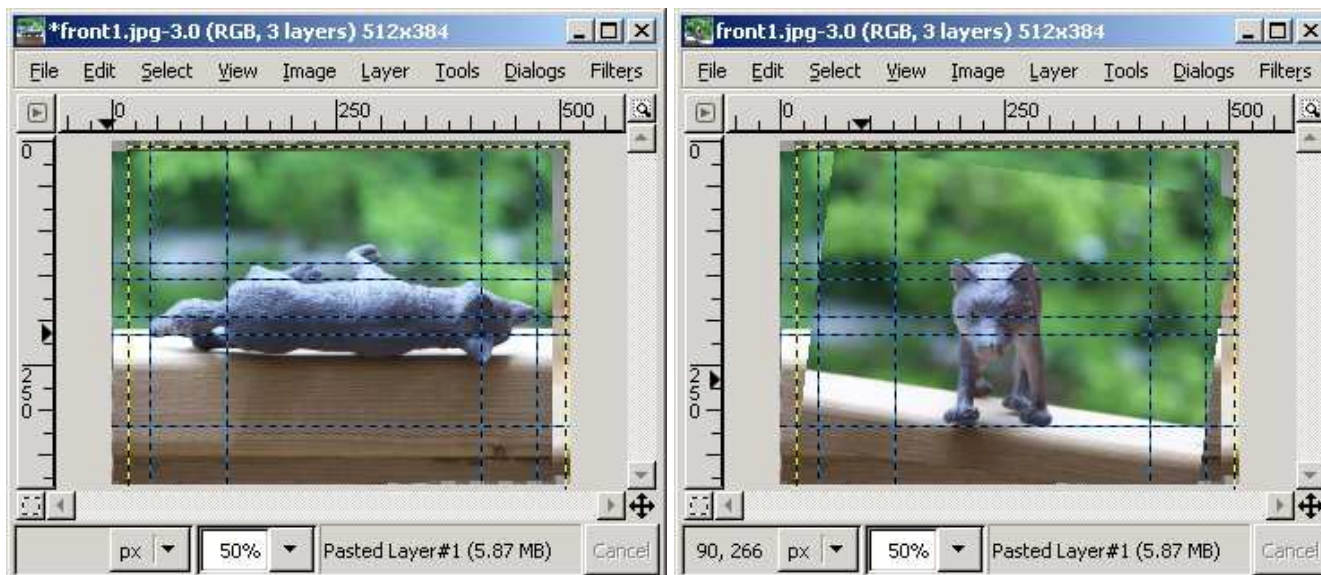 *front1.jpg-3.0 (RGB, 3 layers) 512x384
File Edit Select View Image Layer Tools Dialogs Filters
0 250 500
0
250
px 50% Pasted Layer#1 (5.87 MB) Cancel
front1.jpg-3.0 (RGB, 3 layers) 512x384
File Edit Select View Image Layer Tools Dialogs Filters
0 250 500
0
250
90, 266 px 50% Pasted Layer#1 (5.87 MB) Cancel